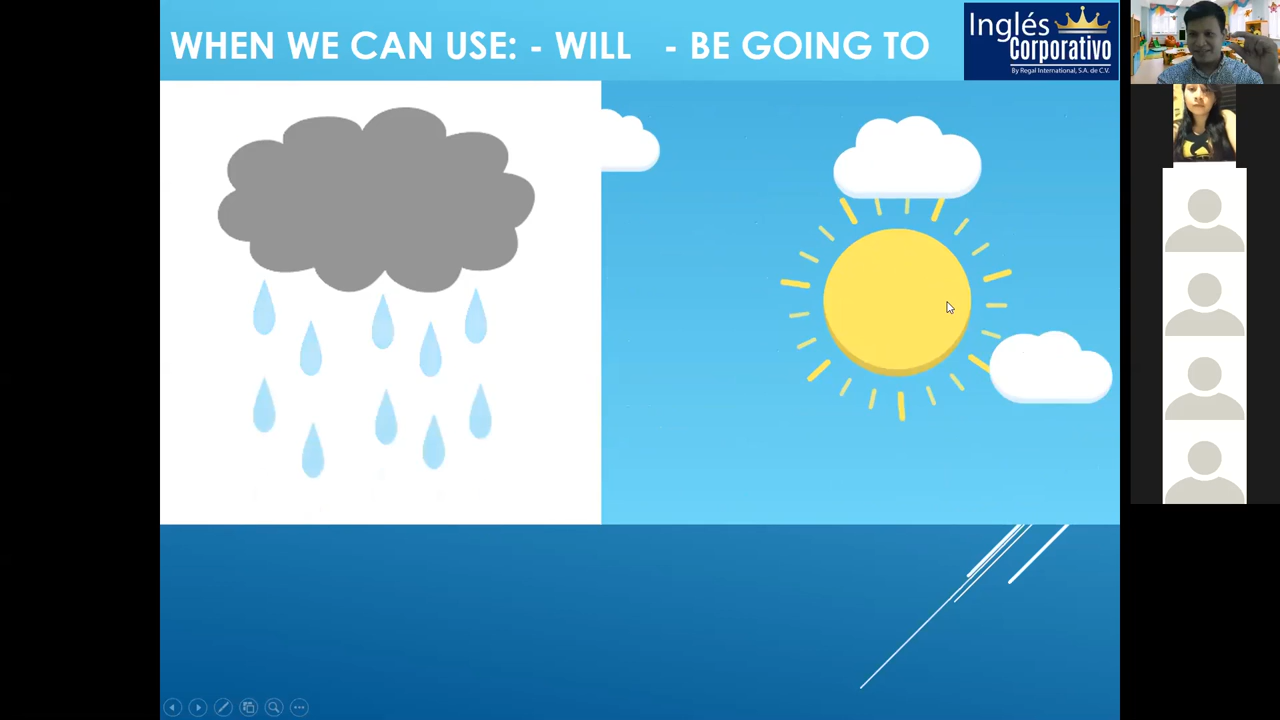 WHEN WE CAN USE: - WILL - BE GOING TO
Inglés
Corporativo
By Regal International, S.A. de C.V.